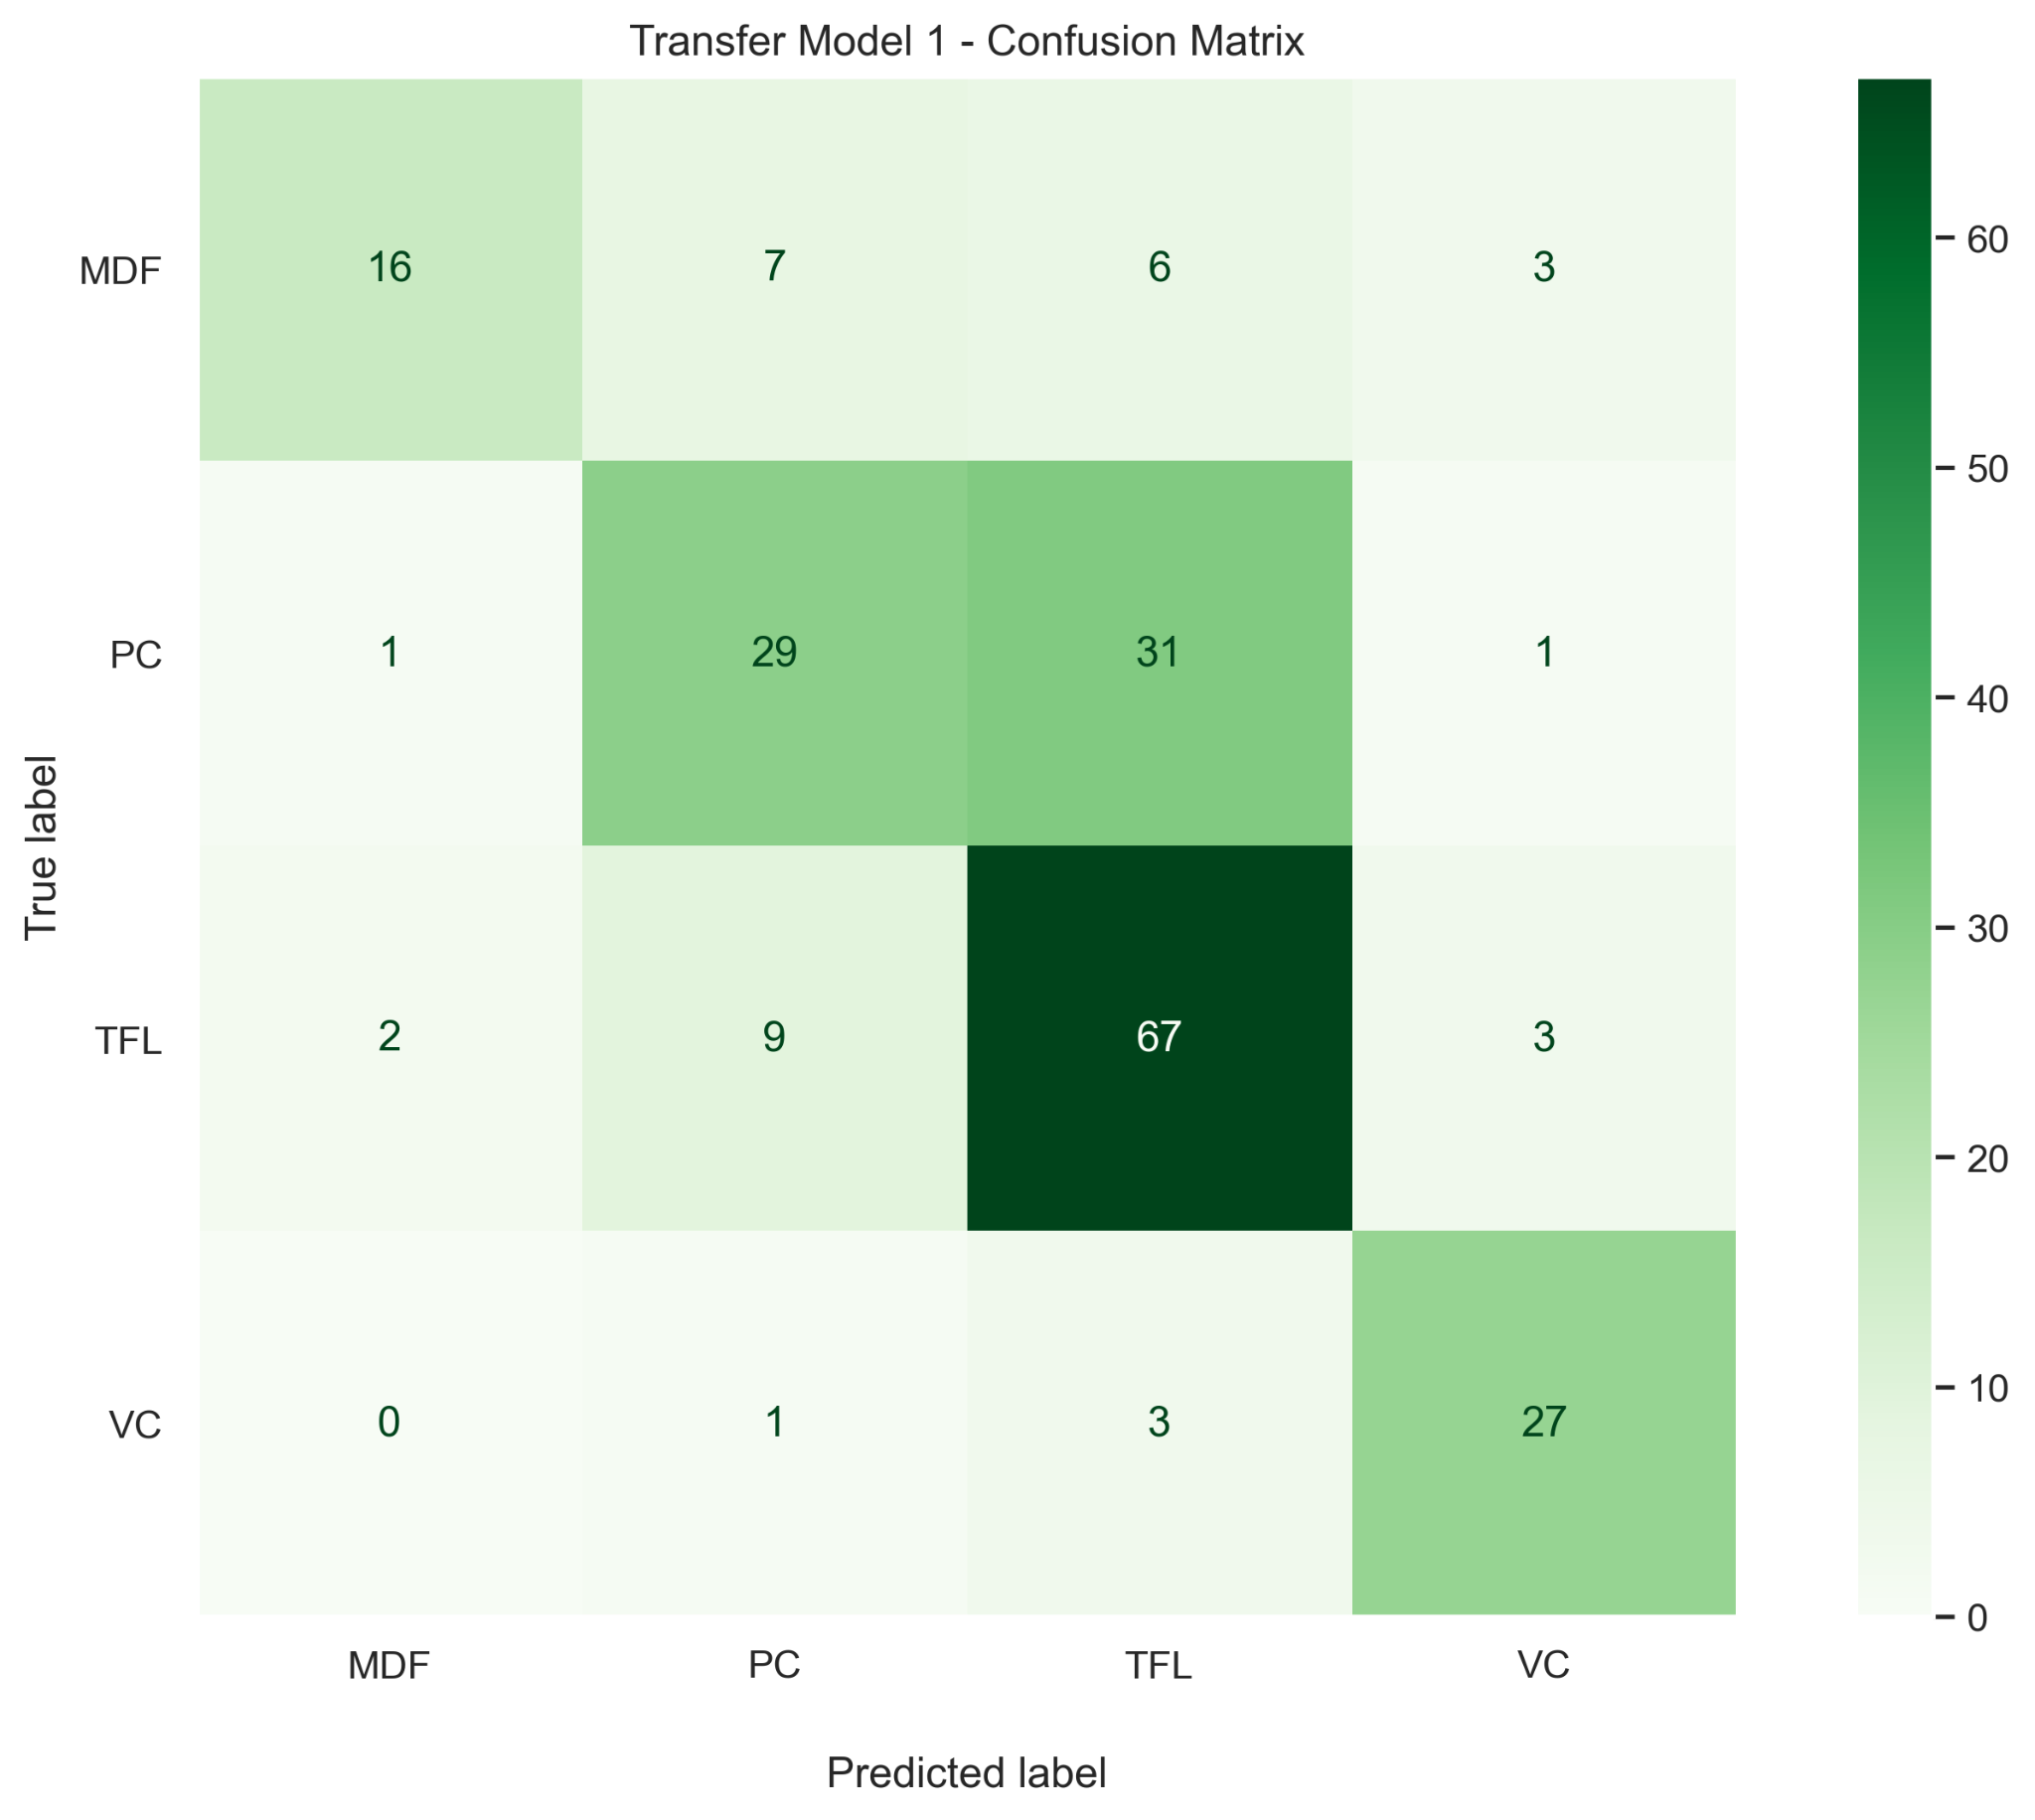 Transfer Model 1 - Confusion Matrix
MDF 16 7 6 3
PC 1 29 31 1
TFL 2 9 67 3
VC 0 1 3 27
MDF PC TFL VC
Predicted label
True label
60
50
40
30
20
10
0